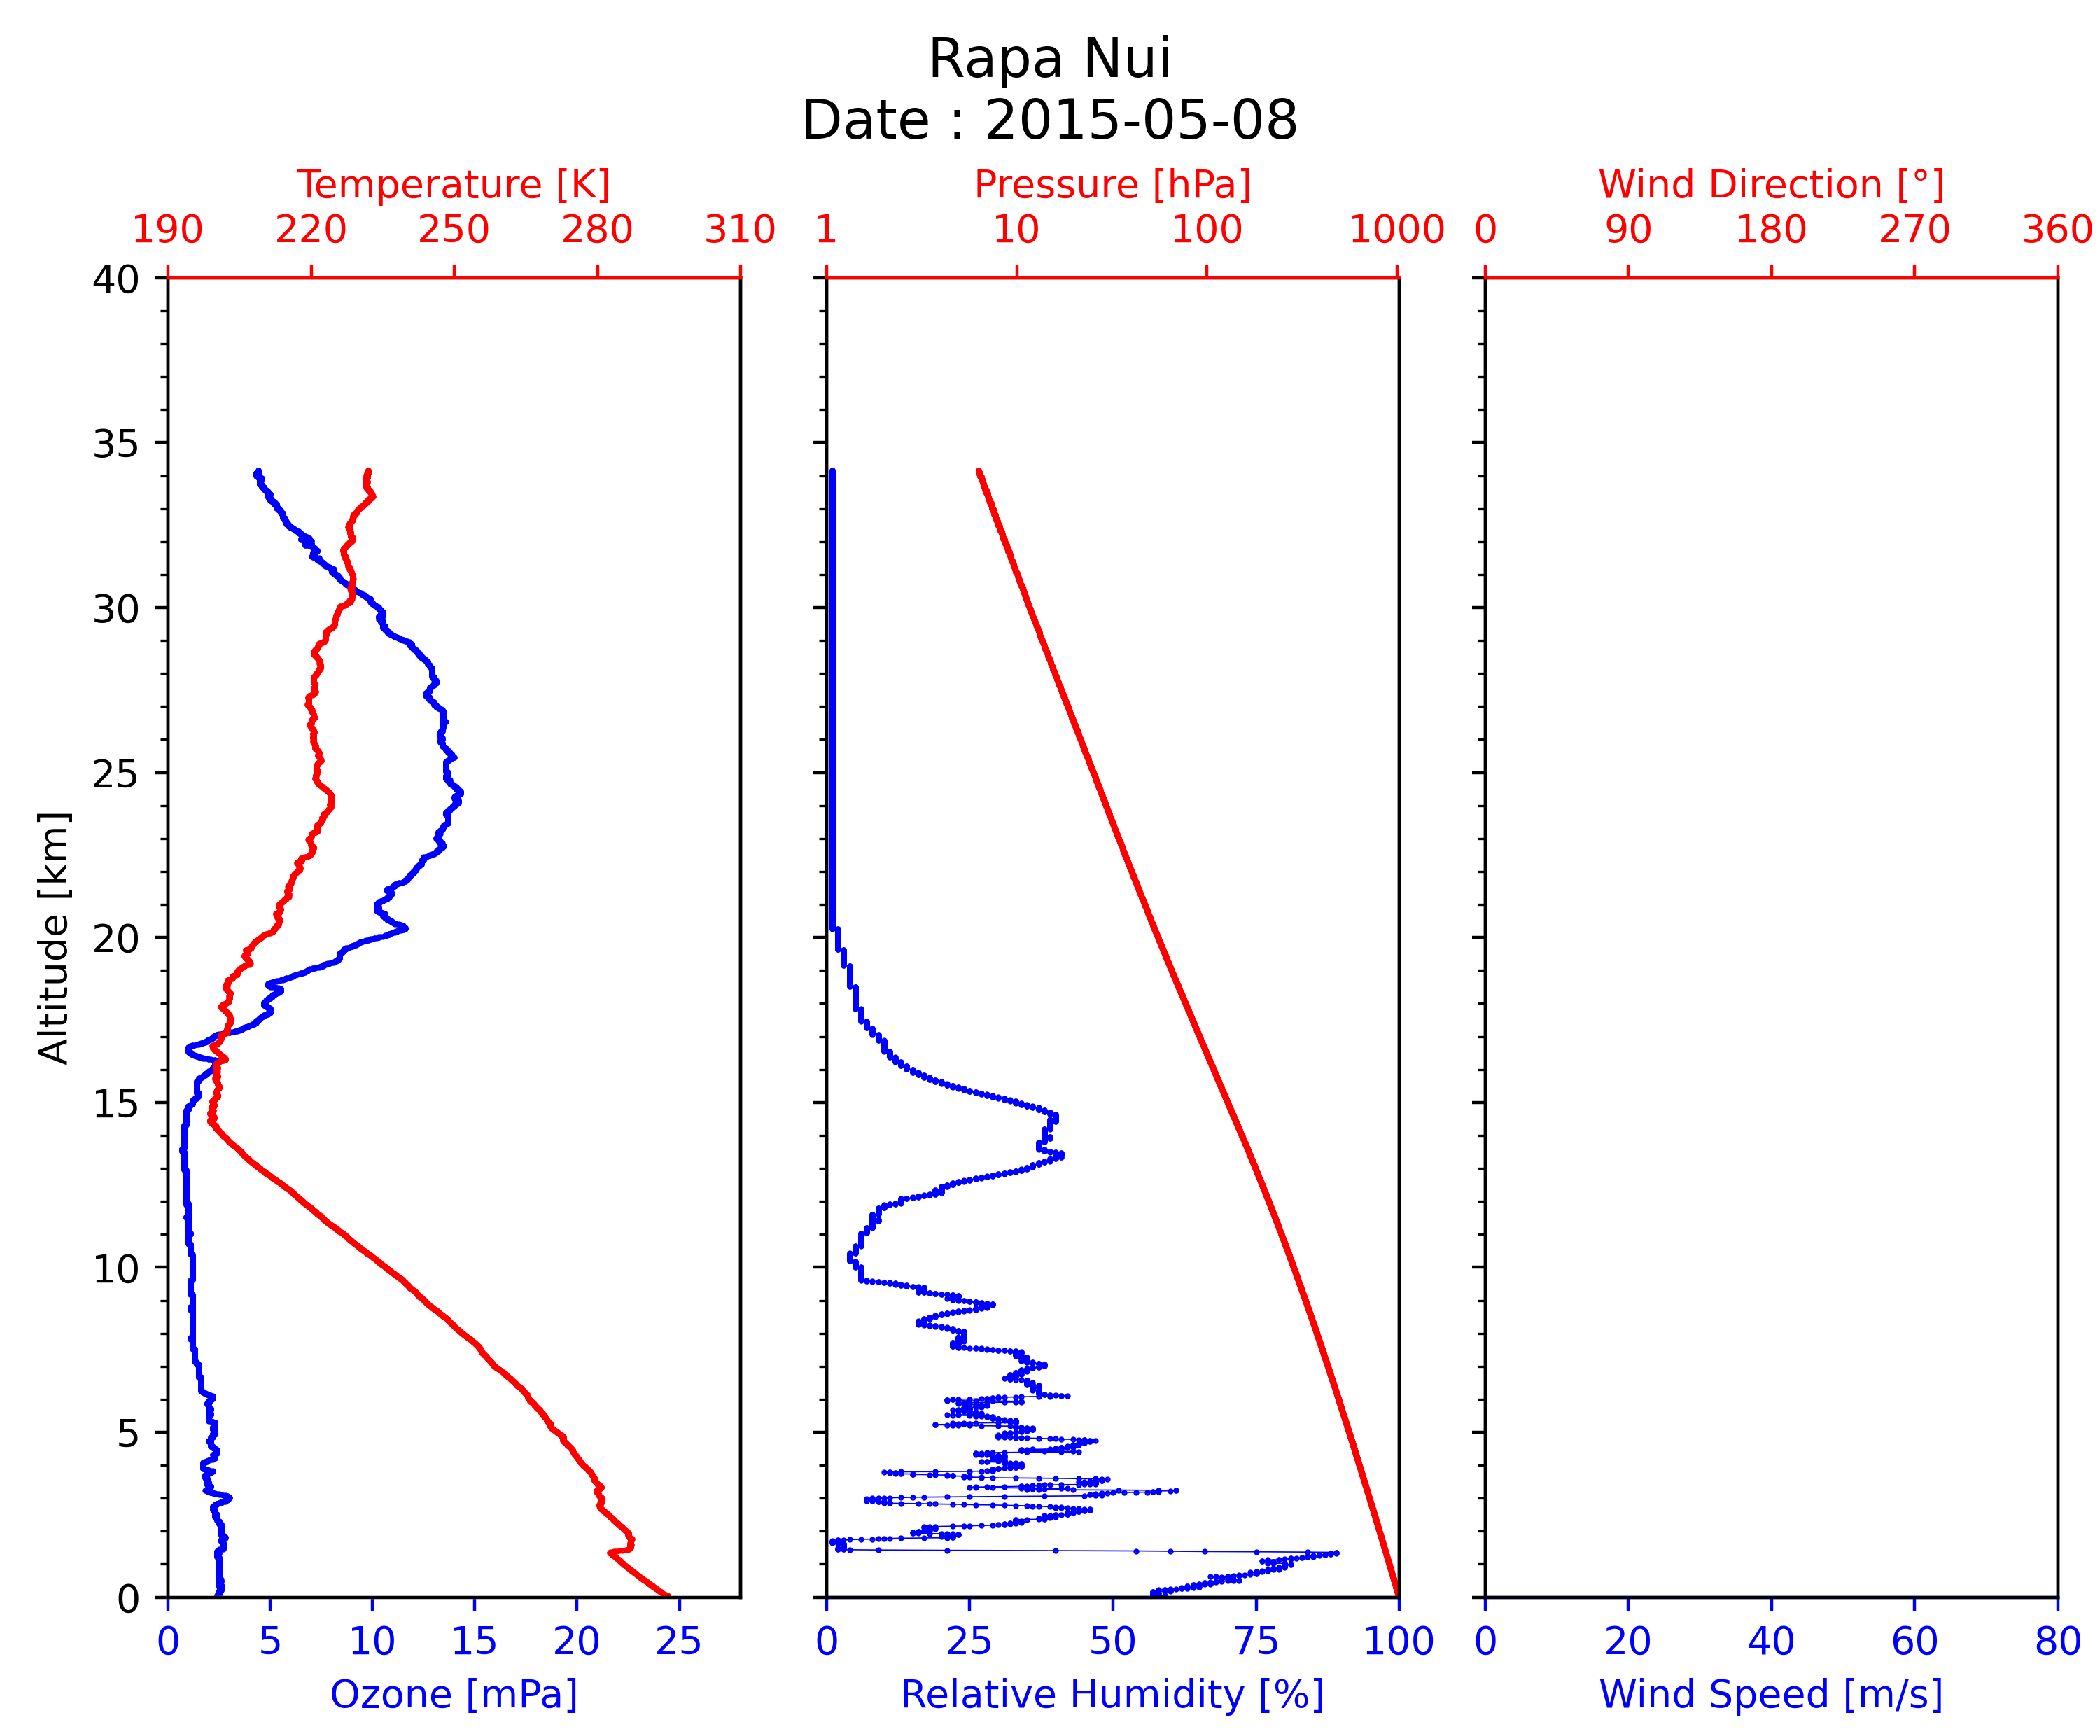 Rapa Nui
Date : 2015-05-08
Temperature [K]
190 220 250 280 310
Pressure [hPa]
1 10 100 1000
Wind Direction [°]
0 90 180 270 360
Altitude [km]
40
35
30
25
20
15
10
5
0
0 5 10 15 20 25
Ozone [mPa]
0 25 50 75 100
Relative Humidity [%]
0 20 40 60 80
Wind Speed [m/s]